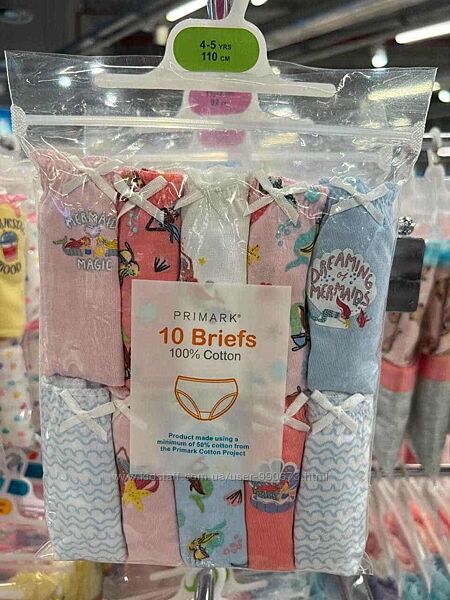 4-5 YRS
110 CM
MERMAID
MAGIC
DREAMING
of
MERMAIDS
PRIMARK®
10 Briefs
100% Cotton
Product made using a
minimum of 50% cotton from
the Primark Cotton Project